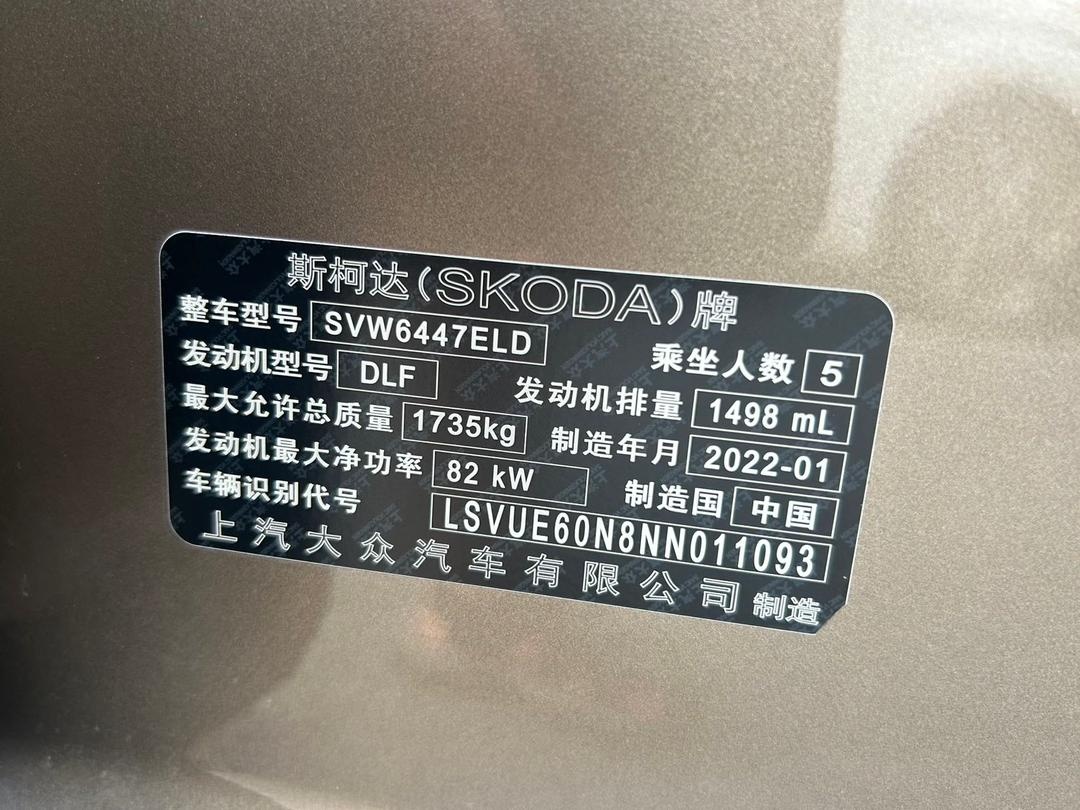 斯柯达(SKODA)牌
整车型号 SVW6447ELD 乘坐人数 5
发动机型号 DLF 发动机排量 1498 mL
最大允许总质量 1735kg 制造年月 2022-01
发动机最大净功率 82 kW 制造国 中国
车辆识别代号 LSVUE60N8NN011093
上汽大众汽车有限公司 制造